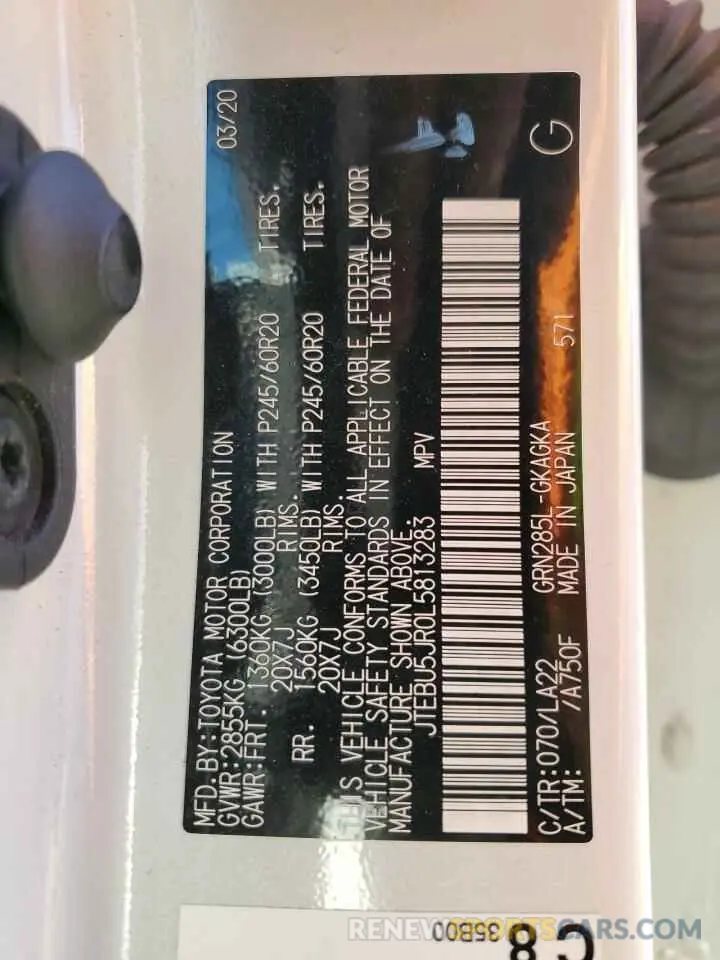 MFD.BY:TOYOTA MOTOR CORPORATION 03/20
GVWR:2855KG (6300LB)
GAWR:FRT. 1360KG (3000LB) WITH P245/60R20 TIRES.
20X7J RIMS.
RR. 1560KG (3450LB) WITH P245/60R20 TIRES.
20X7J RIMS.
THIS VEHICLE CONFORMS TO ALL APPLICABLE FEDERAL MOTOR
VEHICLE SAFETY STANDARDS IN EFFECT ON THE DATE OF
MANUFACTURE SHOWN ABOVE.
JTEBU5JR0L5813283 MPV
C/TR:070/LA22 GRN285L-GKAGKA
A/TM: /A750F MADE IN JAPAN 571
G
35B00
RENEWSPORTSCARS.COM